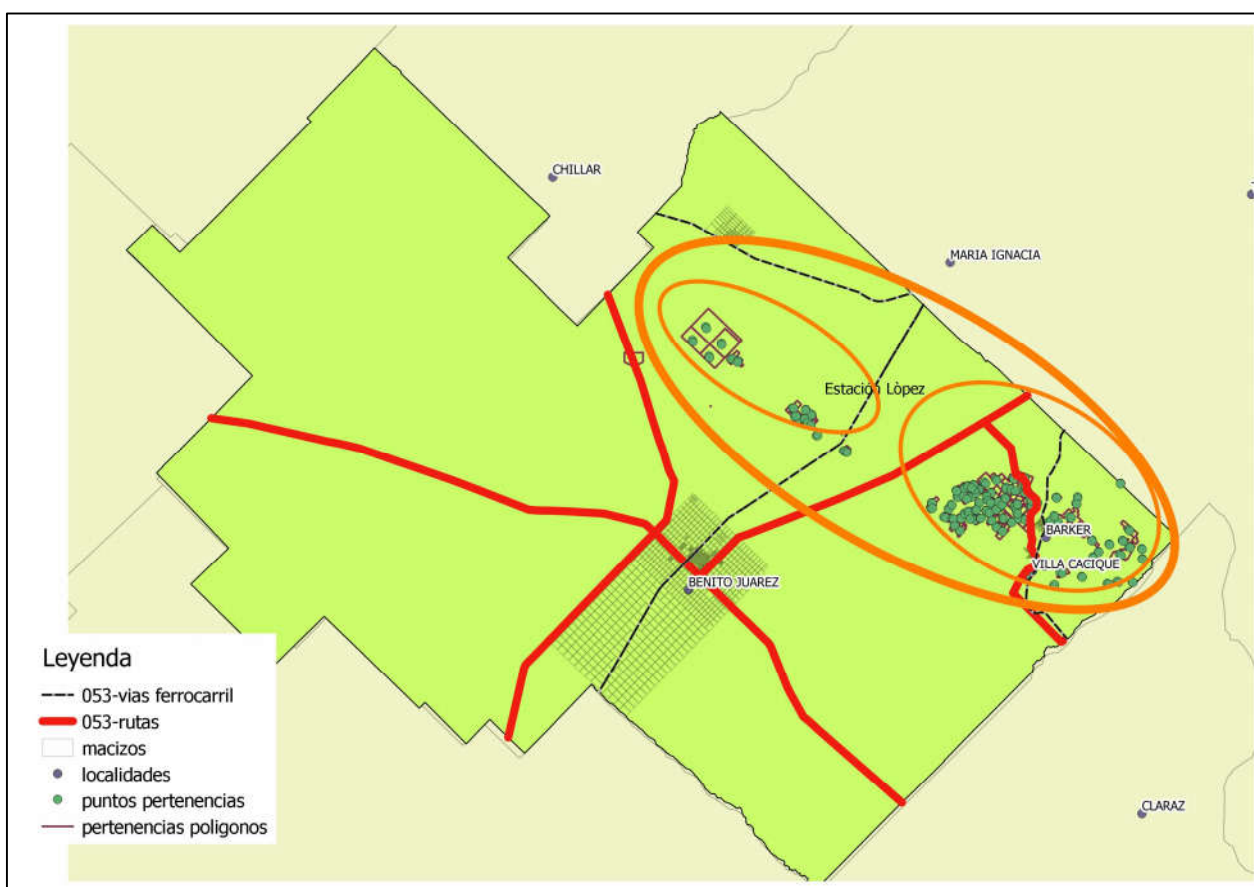 CHILLAR
MARIA IGNACIA
Estación Lòpez
BARKER
VILLA CACIQUE
BENITO JUAREZ
CLARAZ
Leyenda
053-vias ferrocarril
053-rutas
macizos
localidades
puntos pertenencias
pertenencias poligonos